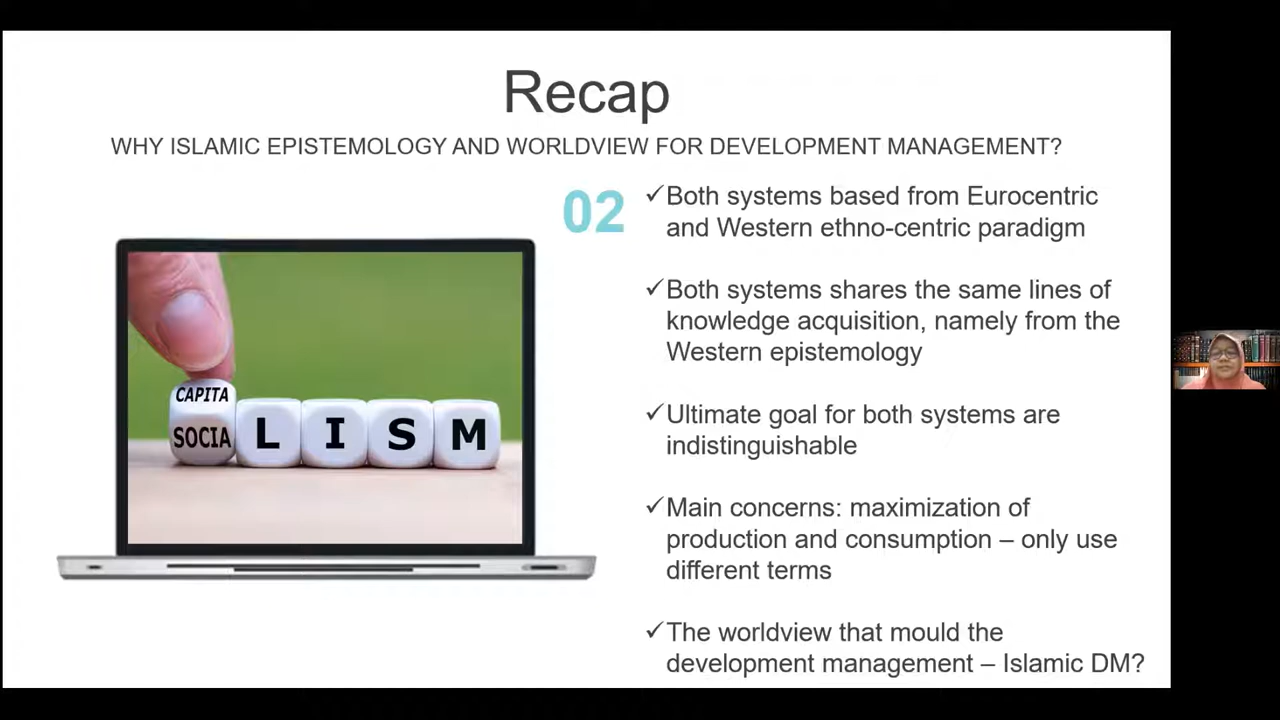 Recap
WHY ISLAMIC EPISTEMOLOGY AND WORLDVIEW FOR DEVELOPMENT MANAGEMENT?
02
✓Both systems based from Eurocentric
and Western ethno-centric paradigm
✓Both systems shares the same lines of
knowledge acquisition, namely from the
Western epistemology
✓Ultimate goal for both systems are
indistinguishable
✓Main concerns: maximization of
production and consumption – only use
different terms
✓The worldview that mould the
development management – Islamic DM?
CAPITA
SOCIA L I S M